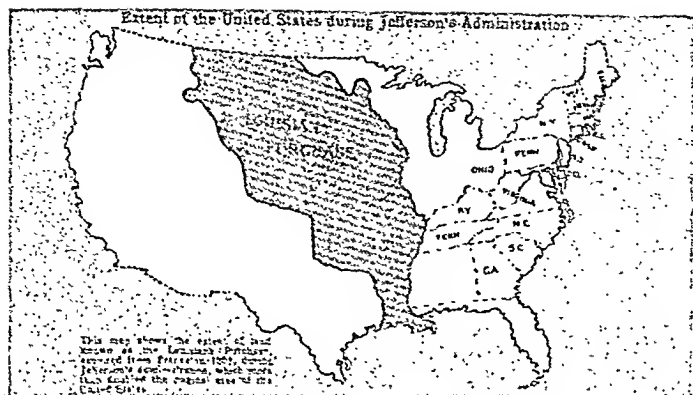 Extent of the United States during Jefferson's Administration
PURCHASE
N.Y.
PENN
OHIO
VIRGINIA
KY
N.C.
TENN
S.C.
GA
This map shows the extent of land
known as the Louisiana Purchase,
from France in 1803, during
Jefferson's administration, which more
than doubled the original area of the
United States